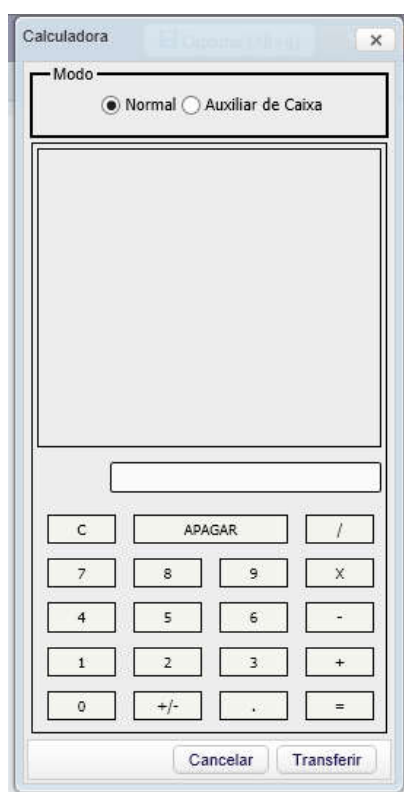 Calculadora
Modo
Normal Auxiliar de Caixa
C APAGAR /
7 8 9 X
4 5 6 -
1 2 3 +
0 +/- . =
Cancelar Transferir